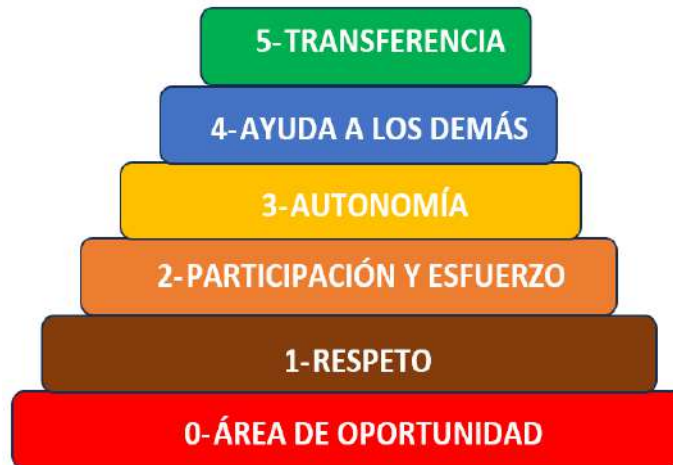 5-TRANSFERENCIA
4-AYUDA A LOS DEMÁS
3-AUTONOMÍA
2-PARTICIPACIÓN Y ESFUERZO
1-RESPETO
0-ÁREA DE OPORTUNIDAD